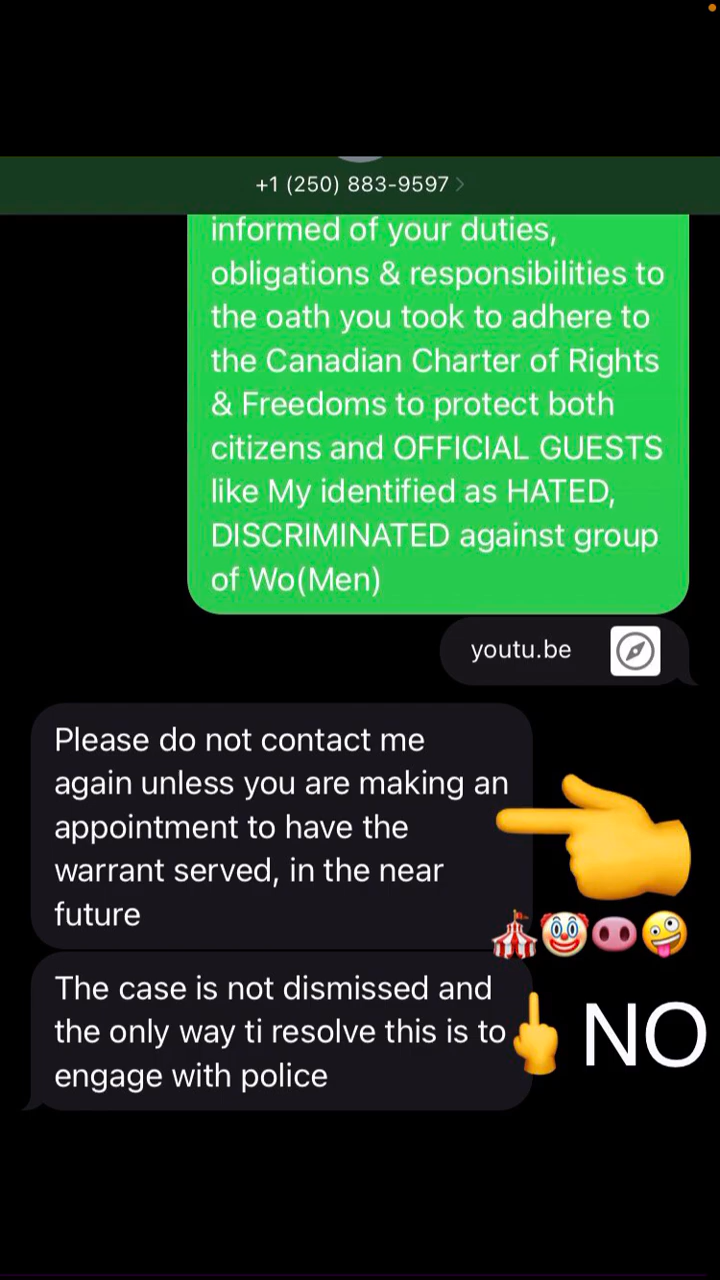 +1 (250) 883-9597
informed of your duties,
obligations & responsibilities to
the oath you took to adhere to
the Canadian Charter of Rights
& Freedoms to protect both
citizens and OFFICIAL GUESTS
like My identified as HATED,
DISCRIMINATED against group
of Wo(Men)
youtu.be
Please do not contact me
again unless you are making an
appointment to have the
warrant served, in the near
future
The case is not dismissed and
the only way ti resolve this is to
engage with police
NO